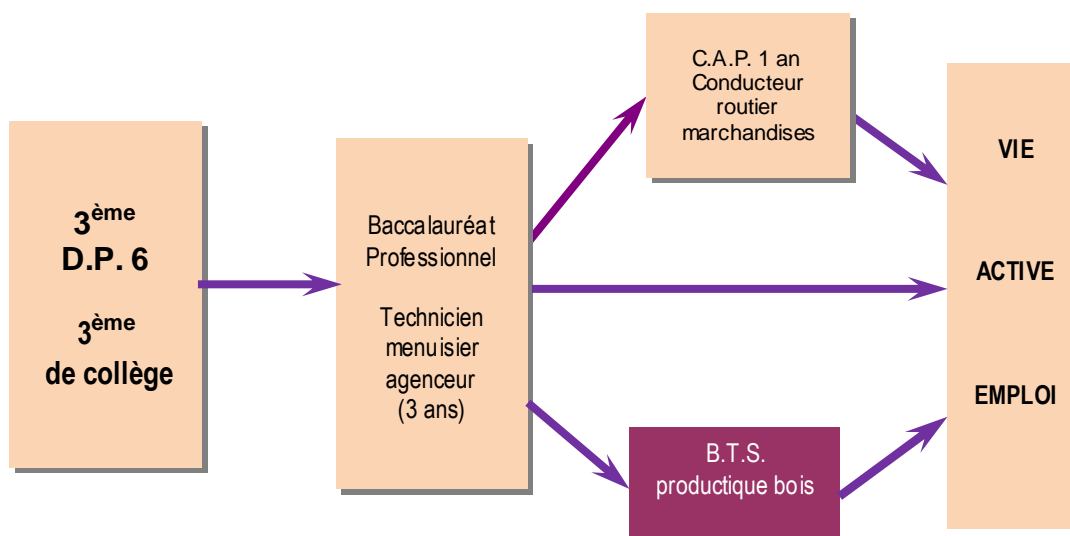 3ème
D.P. 6
3ème
de collège
Baccalauréat
Professionnel
Technicien
menuisier
agenceur
(3 ans)
C.A.P. 1 an
Conducteur
routier
marchandises
B.T.S.
productique bois
VIE
ACTIVE
EMPLOI